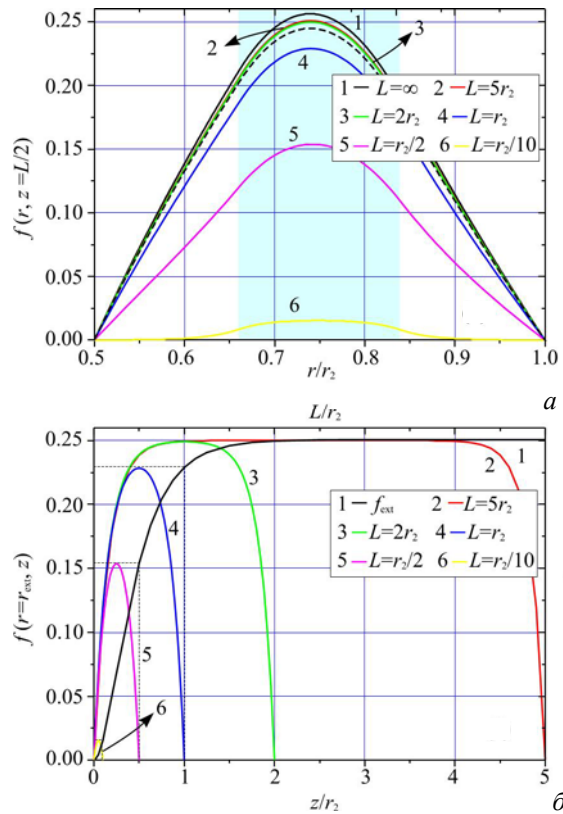 0.25
0.20
0.15
0.10
0.05
0.00
f (r, z=L/2)
1
2
3
4
5
6
1 L=∞ 2 L=5r₂
3 L=2r₂ 4 L=r₂
5 L=r₂/2 6 L=r₂/10
0.5 0.6 0.7 0.8 0.9 1.0
r/r₂
а
L/r₂
0.25
0.20
0.15
0.10
0.05
0.00
f (r=r_ext, z)
1
2
3
4
5
6
1 f_ext 2 L=5r₂
3 L=2r₂ 4 L=r₂
5 L=r₂/2 6 L=r₂/10
0 1 2 3 4 5
z/r₂
б